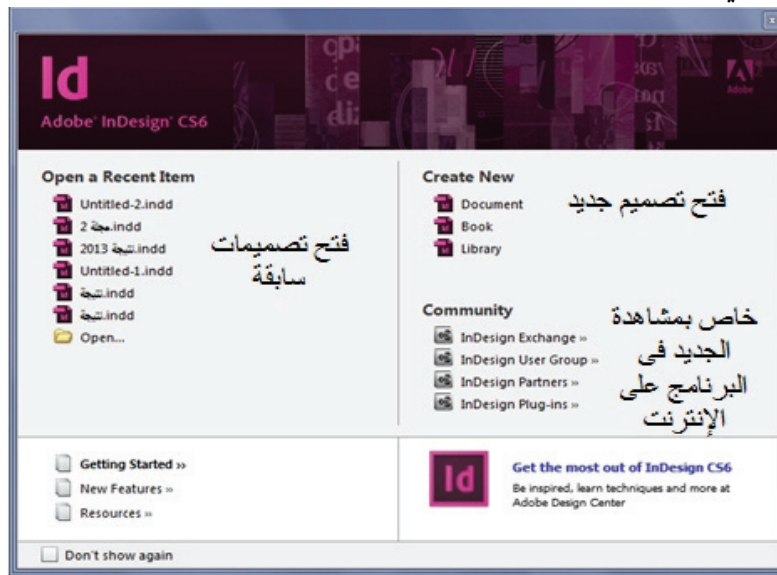 Id
Adobe® InDesign® CS6
Adobe
Open a Recent Item
Untitled-2.indd
مجة 2.indd
نتيجة 2013.indd
Untitled-1.indd
نتيجة.indd
نتيجة.indd
Open...
فتح تصميمات
سابقة
Create New
Document
Book
Library
فتح تصميم جديد
Community
InDesign Exchange »
InDesign User Group »
InDesign Partners »
InDesign Plug-ins »
خاص بمشاهدة
الجديد فى
البرنامج على
الإنترنت
Getting Started »
New Features »
Resources »
Id
Get the most out of InDesign CS6
Be inspired, learn techniques and more at
Adobe Design Center
Don't show again